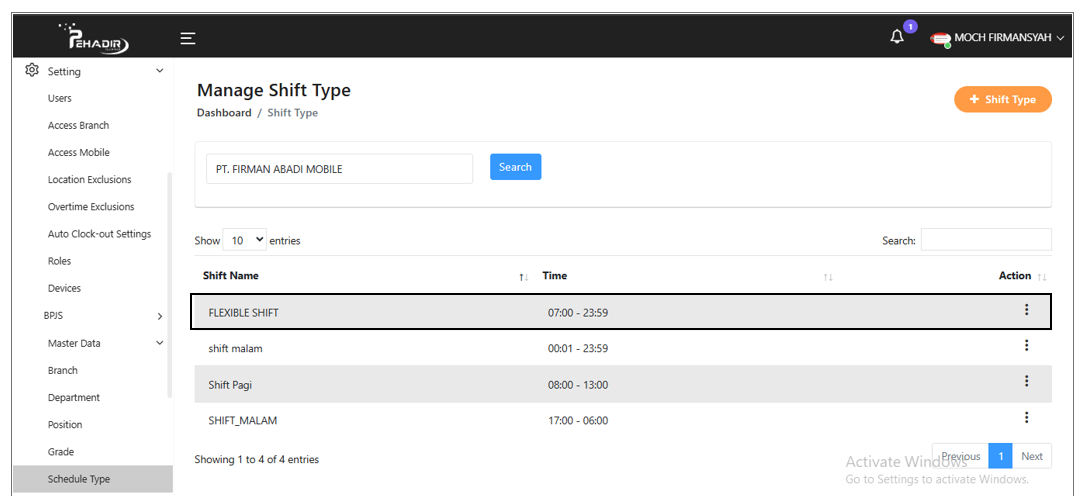 PEHADIR
1
MOCH FIRMANSYAH
Setting
Users
Access Branch
Access Mobile
Location Exclusions
Overtime Exclusions
Auto Clock-out Settings
Roles
Devices
BPJS
Master Data
Branch
Department
Position
Grade
Schedule Type
Manage Shift Type
Dashboard / Shift Type
+ Shift Type
PT. FIRMAN ABADI MOBILE
Search
Show 10 entries
Search:
Shift Name ↑↓ Time ↑↓ Action ↑↓
FLEXIBLE SHIFT 07:00 - 23:59
shift malam 00:01 - 23:59
Shift Pagi 08:00 - 13:00
SHIFT_MALAM 17:00 - 06:00
Showing 1 to 4 of 4 entries
Previous 1 Next
Activate Windows
Go to Settings to activate Windows.